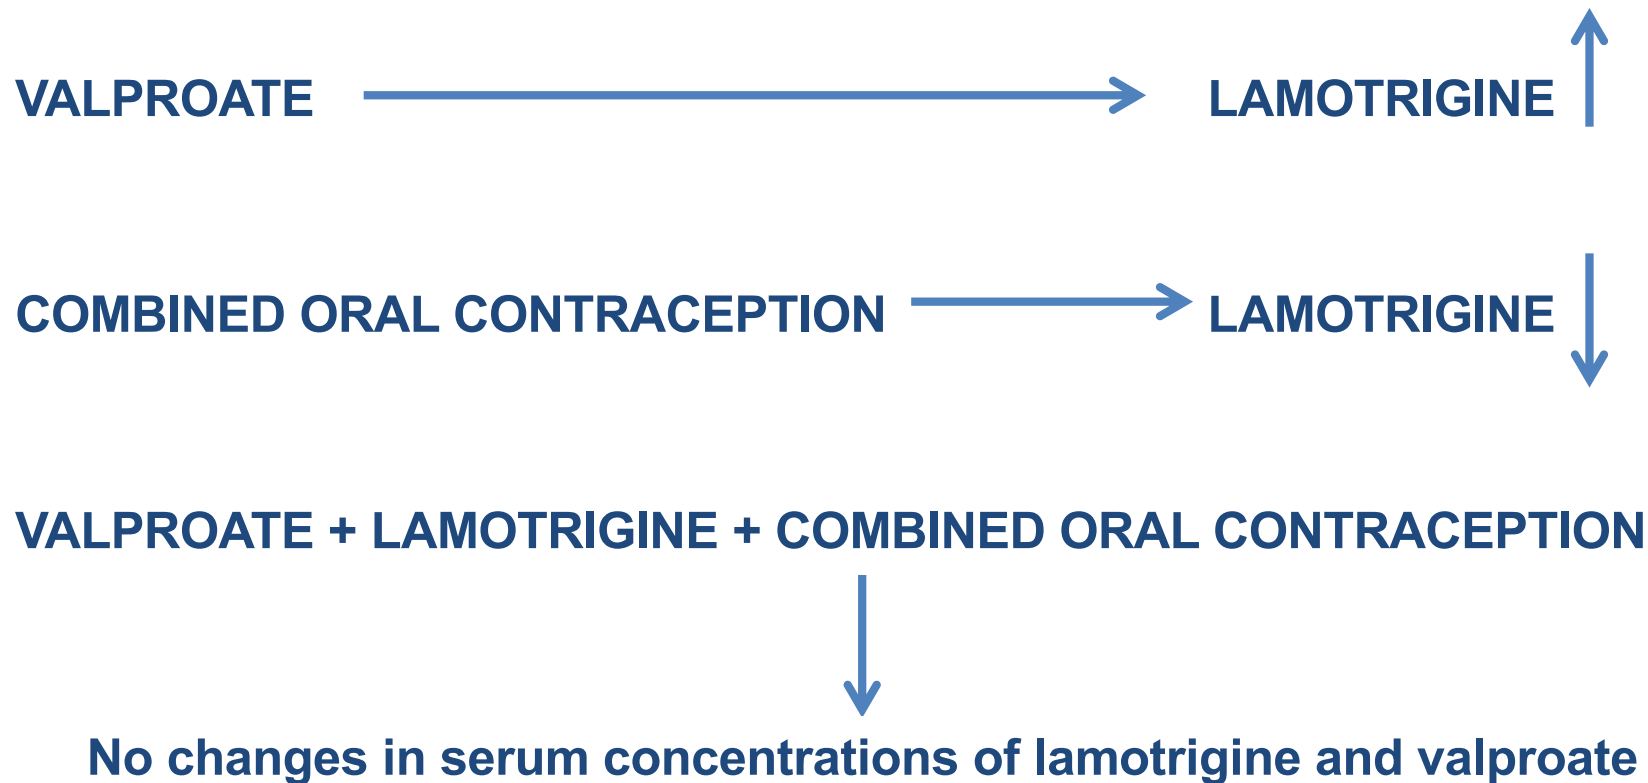 VALPROATE LAMOTRIGINE
COMBINED ORAL CONTRACEPTION LAMOTRIGINE
VALPROATE + LAMOTRIGINE + COMBINED ORAL CONTRACEPTION
No changes in serum concentrations of lamotrigine and valproate